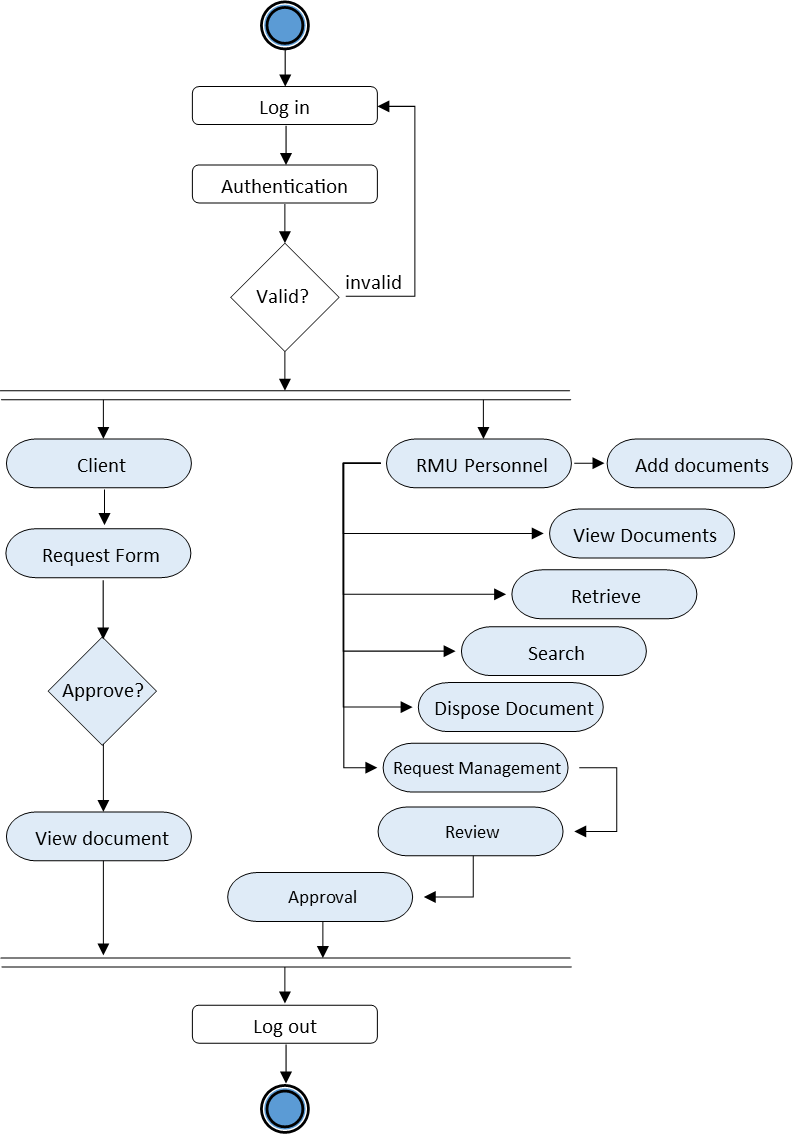 Log in
Authentication
Valid?
invalid
Client
RMU Personnel
Add documents
Request Form
View Documents
Retrieve
Search
Approve?
Dispose Document
Request Management
View document
Review
Approval
Log out